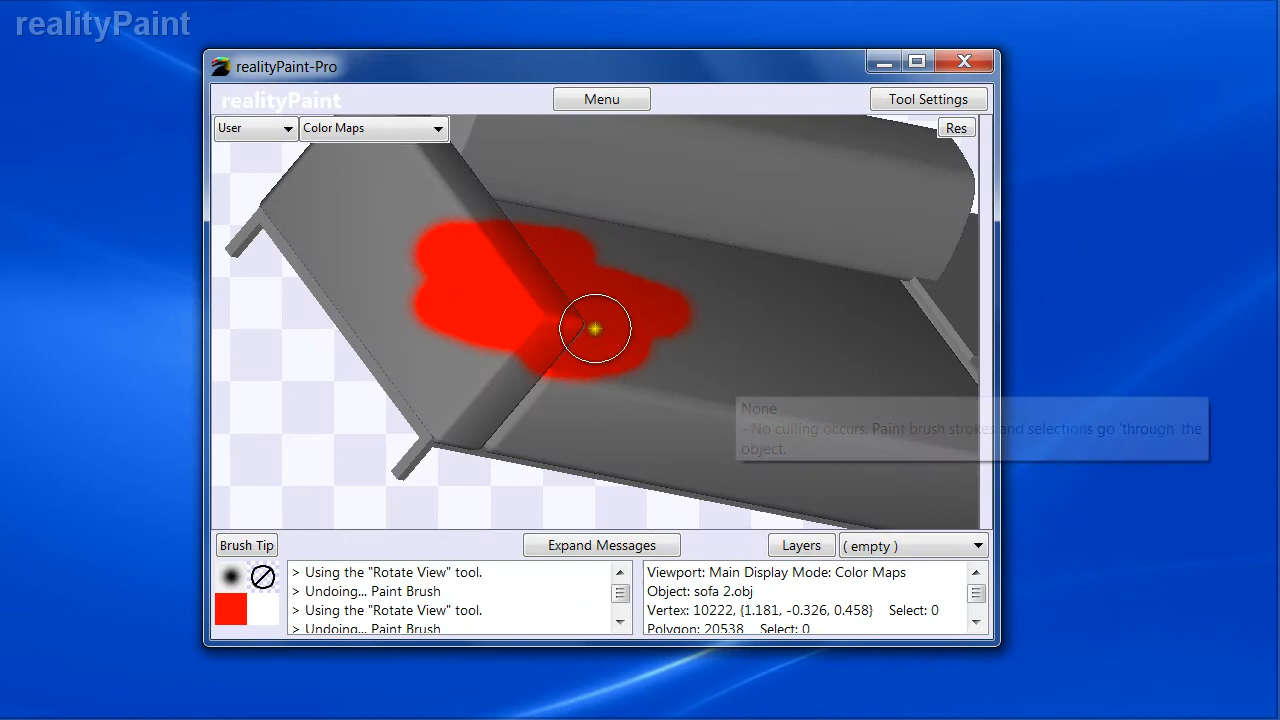 realityPaint
realityPaint-Pro
realityPaint
Menu
Tool Settings
User
Color Maps
Res
None
- No culling occurs. Paint brush strokes and selections go 'through' the
object.
Brush Tip
Expand Messages
Layers
( empty )
> Using the "Rotate View" tool.
> Undoing... Paint Brush
> Using the "Rotate View" tool.
> Undoing... Paint Brush
Viewport: Main Display Mode: Color Maps
Object: sofa 2.obj
Vertex: 10222, {1.181, -0.326, 0.458} Select: 0
Polygon: 20538 Select: 0